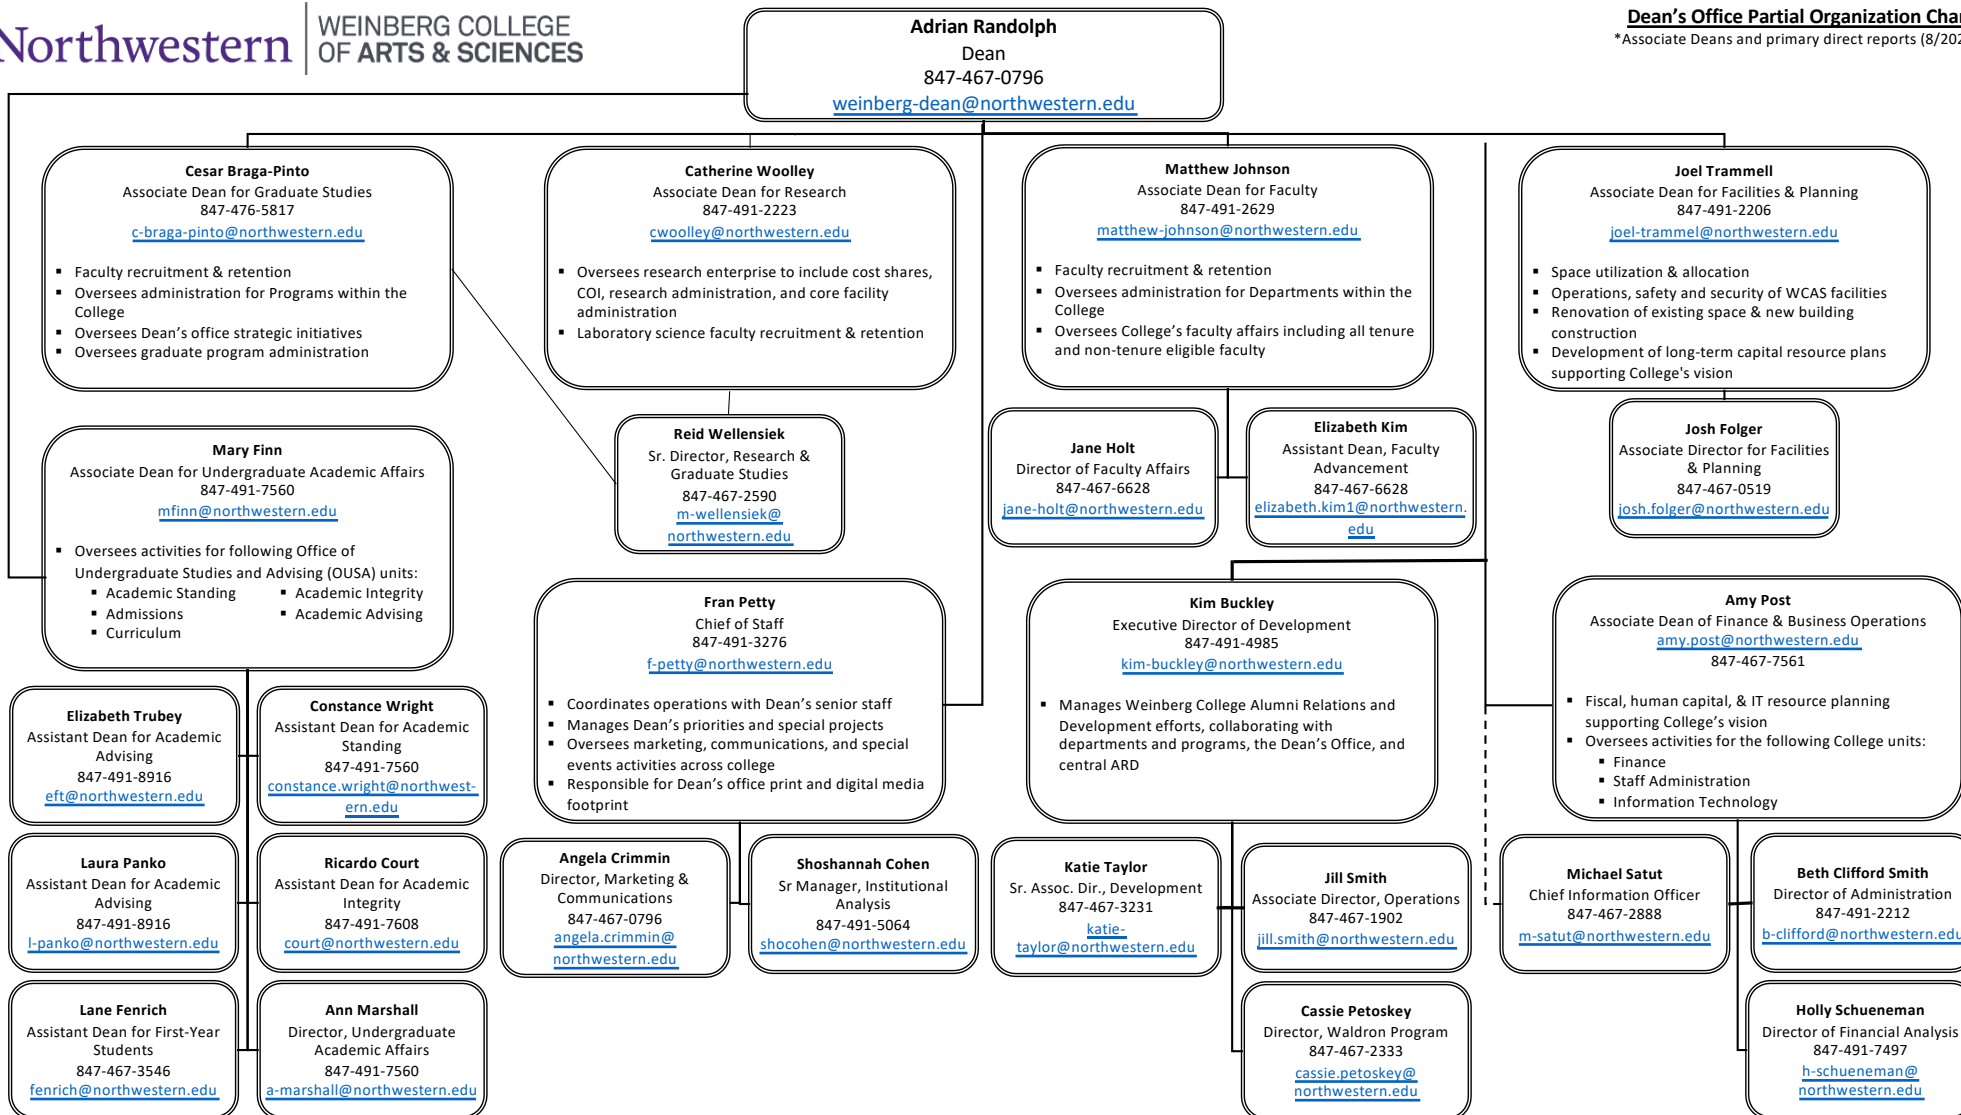 Northwestern
WEINBERG COLLEGE
OF ARTS & SCIENCES
Dean's Office Partial Organization Char
*Associate Deans and primary direct reports (8/202
Adrian Randolph
Dean
847-467-0796
weinberg-dean@northwestern.edu
Cesar Braga-Pinto
Associate Dean for Graduate Studies
847-476-5817
c-braga-pinto@northwestern.edu
▪ Faculty recruitment & retention
▪ Oversees administration for Programs within the
College
▪ Oversees Dean's office strategic initiatives
▪ Oversees graduate program administration
Catherine Woolley
Associate Dean for Research
847-491-2223
cwoolley@northwestern.edu
▪ Oversees research enterprise to include cost shares,
COI, research administration, and core facility
administration
▪ Laboratory science faculty recruitment & retention
Matthew Johnson
Associate Dean for Faculty
847-491-2629
matthew-johnson@northwestern.edu
▪ Faculty recruitment & retention
▪ Oversees administration for Departments within the
College
▪ Oversees College's faculty affairs including all tenure
and non-tenure eligible faculty
Joel Trammell
Associate Dean for Facilities & Planning
847-491-2206
joel-trammel@northwestern.edu
▪ Space utilization & allocation
▪ Operations, safety and security of WCAS facilities
▪ Renovation of existing space & new building
construction
▪ Development of long-term capital resource plans
supporting College's vision
Mary Finn
Associate Dean for Undergraduate Academic Affairs
847-491-7560
mfinn@northwestern.edu
▪ Oversees activities for following Office of
Undergraduate Studies and Advising (OUSA) units:
▪ Academic Standing
▪ Admissions
▪ Curriculum
▪ Academic Integrity
▪ Academic Advising
Reid Wellensiek
Sr. Director, Research &
Graduate Studies
847-467-2590
m-wellensiek@
northwestern.edu
Jane Holt
Director of Faculty Affairs
847-467-6628
jane-holt@northwestern.edu
Elizabeth Kim
Assistant Dean, Faculty
Advancement
847-467-6628
elizabeth.kim1@northwestern.
edu
Josh Folger
Associate Director for Facilities
& Planning
847-467-0519
josh.folger@northwestern.edu
Fran Petty
Chief of Staff
847-491-3276
f-petty@northwestern.edu
▪ Coordinates operations with Dean's senior staff
▪ Manages Dean's priorities and special projects
▪ Oversees marketing, communications, and special
events activities across college
▪ Responsible for Dean's office print and digital media
footprint
Kim Buckley
Executive Director of Development
847-491-4985
kim-buckley@northwestern.edu
▪ Manages Weinberg College Alumni Relations and
Development efforts, collaborating with
departments and programs, the Dean's Office, and
central ARD
Amy Post
Associate Dean of Finance & Business Operations
amy.post@northwestern.edu
847-467-7561
▪ Fiscal, human capital, & IT resource planning
supporting College's vision
▪ Oversees activities for the following College units:
▪ Finance
▪ Staff Administration
▪ Information Technology
Elizabeth Trubey
Assistant Dean for Academic
Advising
847-491-8916
eft@northwestern.edu
Constance Wright
Assistant Dean for Academic
Standing
847-491-7560
constance.wright@northwest-
ern.edu
Laura Panko
Assistant Dean for Academic
Advising
847-491-8916
l-panko@northwestern.edu
Ricardo Court
Assistant Dean for Academic
Integrity
847-491-7608
court@northwestern.edu
Lane Fenrich
Assistant Dean for First-Year
Students
847-467-3546
fenrich@northwestern.edu
Ann Marshall
Director, Undergraduate
Academic Affairs
847-491-7560
a-marshall@northwestern.edu
Angela Crimmin
Director, Marketing &
Communications
847-467-0796
angela.crimmin@
northwestern.edu
Shoshannah Cohen
Sr Manager, Institutional
Analysis
847-491-5064
shocohen@northwestern.edu
Katie Taylor
Sr. Assoc. Dir., Development
847-467-3231
katie-
taylor@northwestern.edu
Jill Smith
Associate Director, Operations
847-467-1902
jill.smith@northwestern.edu
Cassie Petoskey
Director, Waldron Program
847-467-2333
cassie.petoskey@
northwestern.edu
Michael Satut
Chief Information Officer
847-467-2888
m-satut@northwestern.edu
Beth Clifford Smith
Director of Administration
847-491-2212
b-clifford@northwestern.edu
Holly Schueneman
Director of Financial Analysis
847-491-7497
h-schueneman@
northwestern.edu